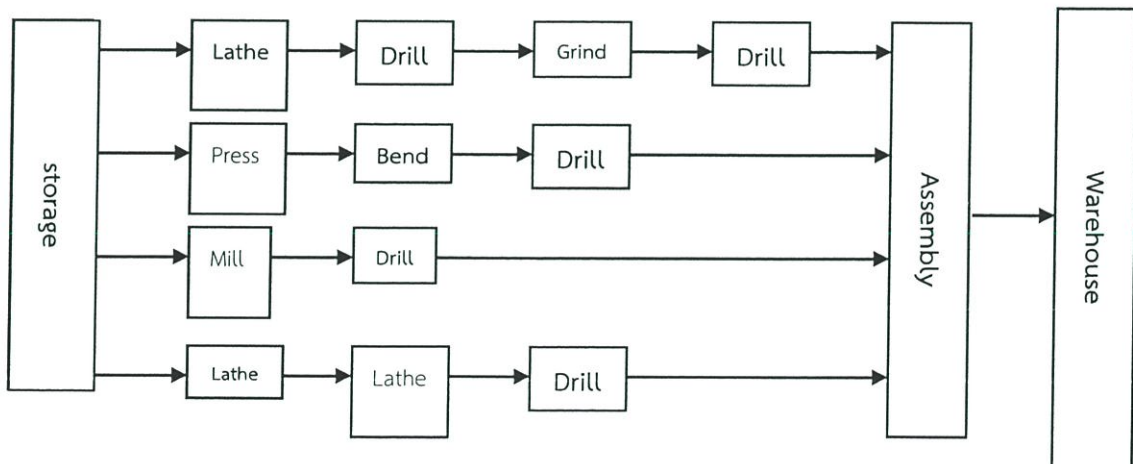 storage
Lathe
Drill
Grind
Drill
Press
Bend
Drill
Mill
Drill
Lathe
Lathe
Drill
Assembly
Warehouse